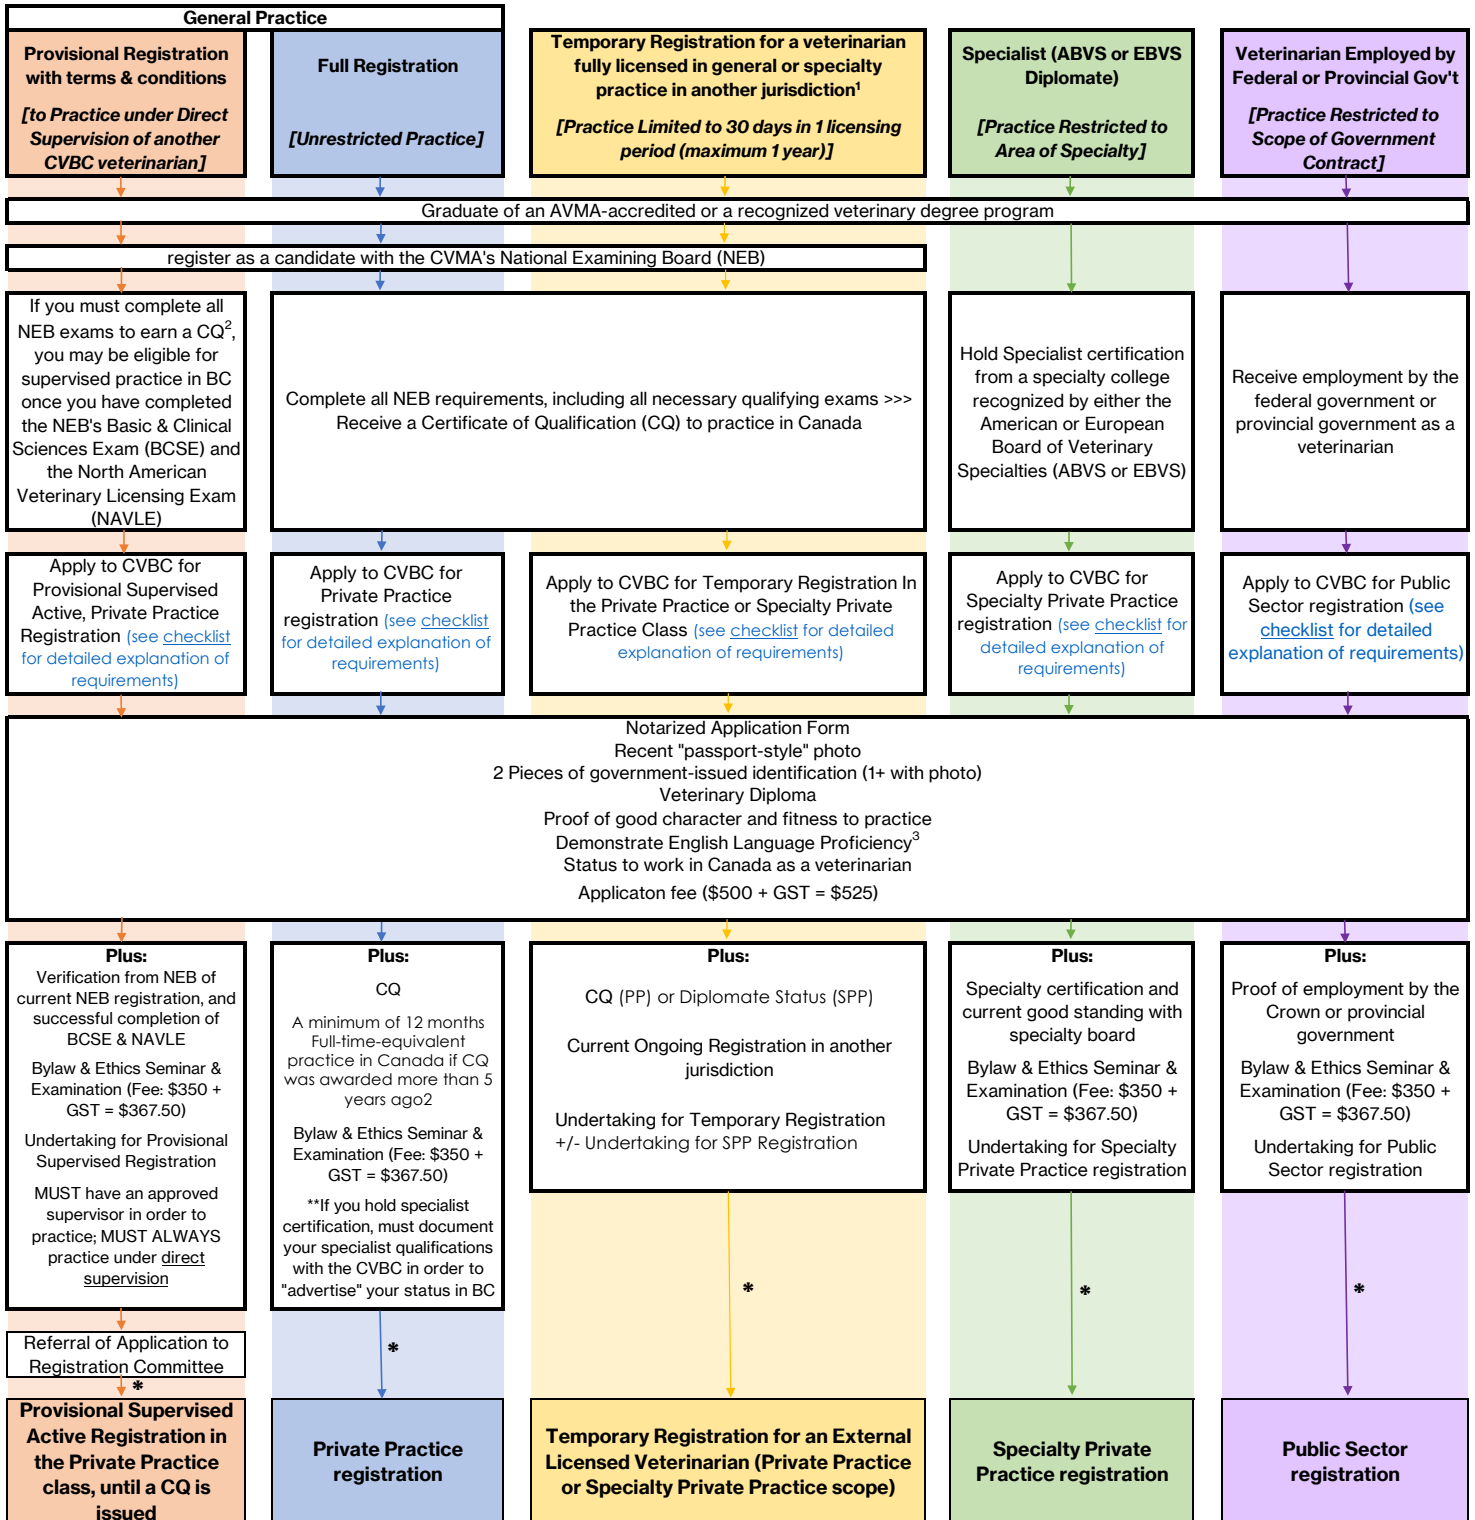 General Practice
Provisional Registration
with terms & conditions
[to Practice under Direct
Supervision of another
CVBC veterinarian]
Full Registration
[Unrestricted Practice]
Temporary Registration for a veterinarian
fully licensed in general or specialty
practice in another jurisdiction1
[Practice Limited to 30 days in 1 licensing
period (maximum 1 year)]
Specialist (ABVS or EBVS
Diplomate)
[Practice Restricted to
Area of Specialty]
Veterinarian Employed by
Federal or Provincial Gov't
[Practice Restricted to
Scope of Government
Contract]
Graduate of an AVMA-accredited or a recognized veterinary degree program
register as a candidate with the CVMA's National Examining Board (NEB)
If you must complete all
NEB exams to earn a CQ2,
you may be eligible for
supervised practice in BC
once you have completed
the NEB's Basic & Clinical
Sciences Exam (BCSE) and
the North American
Veterinary Licensing Exam
(NAVLE)
Complete all NEB requirements, including all necessary qualifying exams >>>
Receive a Certificate of Qualification (CQ) to practice in Canada
Hold Specialist certification
from a specialty college
recognized by either the
American or European
Board of Veterinary
Specialties (ABVS or EBVS)
Receive employment by the
federal government or
provincial government as a
veterinarian
Apply to CVBC for
Provisional Supervised
Active, Private Practice
Registration (see checklist
for detailed explanation of
requirements)
Apply to CVBC for
Private Practice
registration (see checklist
for detailed explanation of
requirements)
Apply to CVBC for Temporary Registration In
the Private Practice or Specialty Private
Practice Class (see checklist for detailed
explanation of requirements)
Apply to CVBC for
Specialty Private Practice
registration (see checklist for
detailed explanation of
requirements)
Apply to CVBC for Public
Sector registration (see
checklist for detailed
explanation of requirements)
Notarized Application Form
Recent "passport-style" photo
2 Pieces of government-issued identification (1+ with photo)
Veterinary Diploma
Proof of good character and fitness to practice
Demonstrate English Language Proficiency3
Status to work in Canada as a veterinarian
Applicaton fee ($500 + GST = $525)
Plus:
Verification from NEB of
current NEB registration, and
successful completion of
BCSE & NAVLE
Bylaw & Ethics Seminar &
Examination (Fee: $350 +
GST = $367.50)
Undertaking for Provisional
Supervised Registration
MUST have an approved
supervisor in order to
practice; MUST ALWAYS
practice under direct
supervision
Plus:
CQ
A minimum of 12 months
Full-time-equivalent
practice in Canada if CQ
was awarded more than 5
years ago2
Bylaw & Ethics Seminar &
Examination (Fee: $350 +
GST = $367.50)
**If you hold specialist
certification, must document
your specialist qualifications
with the CVBC in order to
"advertise" your status in BC
Plus:
CQ (PP) or Diplomate Status (SPP)
Current Ongoing Registration in another
jurisdiction
Undertaking for Temporary Registration
+/- Undertaking for SPP Registration
Plus:
Specialty certification and
current good standing with
specialty board
Bylaw & Ethics Seminar &
Examination (Fee: $350 +
GST = $367.50)
Undertaking for Specialty
Private Practice registration
Plus:
Proof of employment by the
Crown or provincial
government
Bylaw & Ethics Seminar &
Examination (Fee: $350 +
GST = $367.50)
Undertaking for Public
Sector registration
*
*
*
*
Referral of Application to
Registration Committee
*
Provisional Supervised
Active Registration in
the Private Practice
class, until a CQ is
issued
Private Practice
registration
Temporary Registration for an External
Licensed Veterinarian (Private Practice
or Specialty Private Practice scope)
Specialty Private
Practice registration
Public Sector
registration